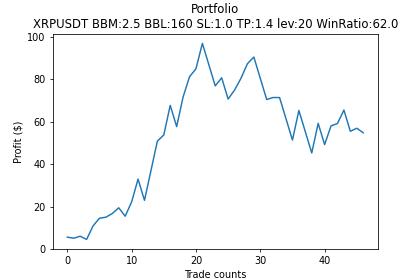 Portfolio
XRPUSDT BBM:2.5 BBL:160 SL:1.0 TP:1.4 lev:20 WinRatio:62.0
100
80
60
40
20
0
Profit ($)
0 10 20 30 40
Trade counts